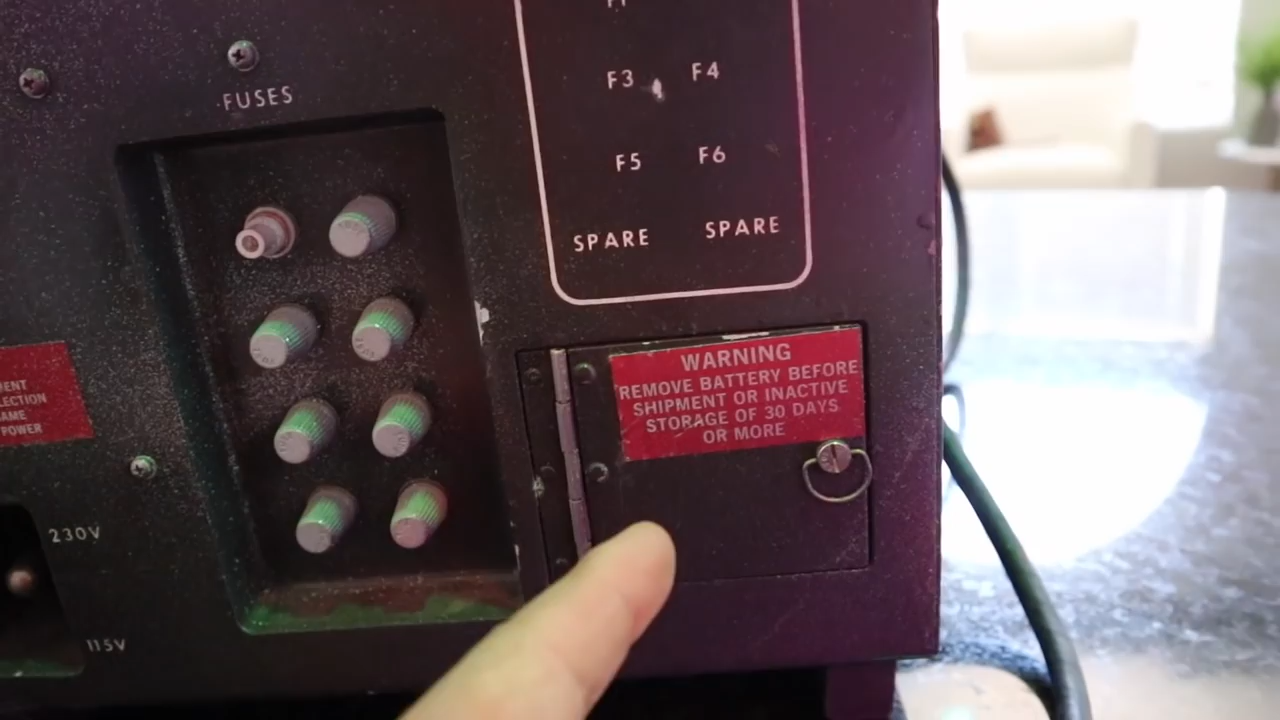 FUSES
F3 F4
F5 F6
SPARE SPARE
WARNING
REMOVE BATTERY BEFORE
SHIPMENT OR INACTIVE
STORAGE OF 30 DAYS
OR MORE
POWER
230V
115V